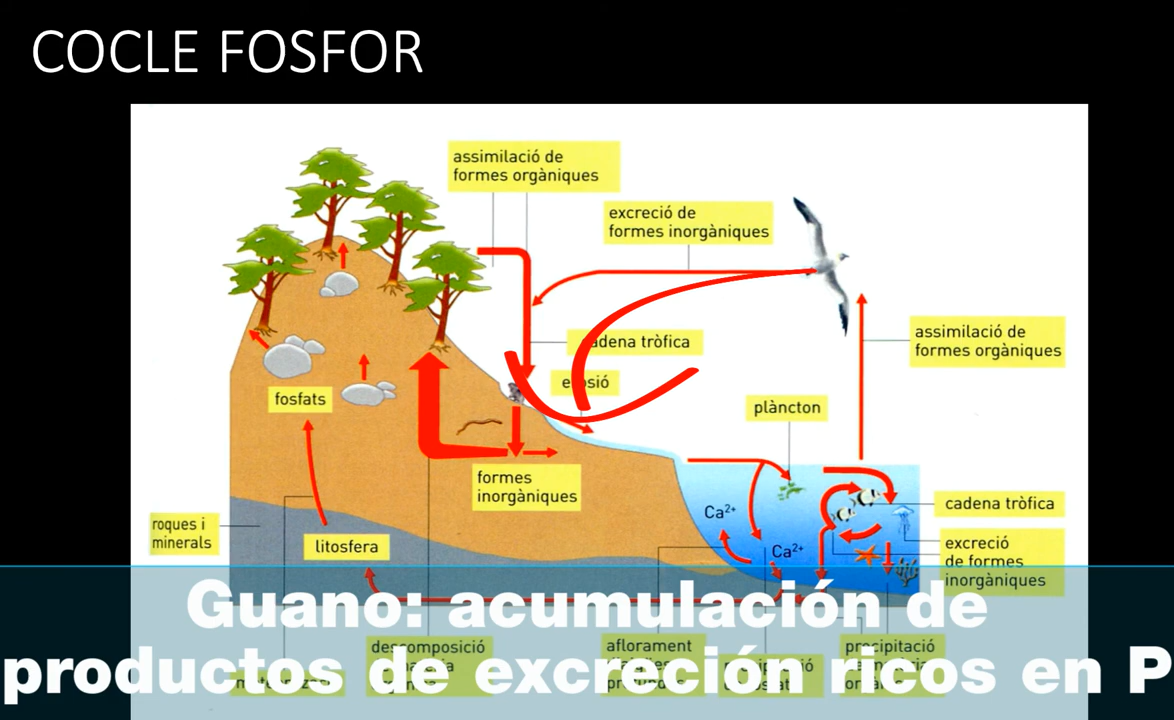 COCLE FOSFOR
assimilació de
formes orgàniques
excreció de
formes inorgàniques
cadena tròfica
erosió
assimilació de
formes orgàniques
plàncton
fosfats
formes
inorgàniques
cadena tròfica
Ca²⁺
roques i
minerals
litosfera
Ca²⁺
excreció
de formes
inorgàniques
Guano: acumulación de
productos de excreción ricos en P
descomposició
aflorament
precipitació